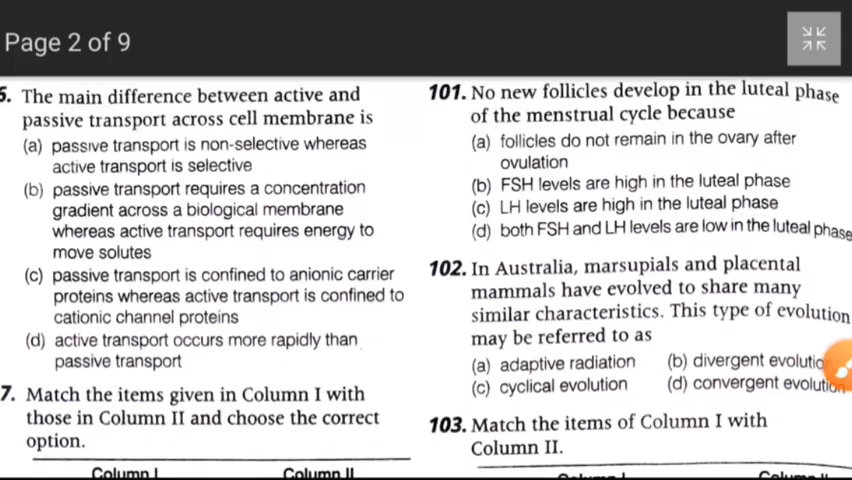 Page 2 of 9
The main difference between active and
passive transport across cell membrane is
(a) passive transport is non-selective whereas
active transport is selective
(b) passive transport requires a concentration
gradient across a biological membrane
whereas active transport requires energy to
move solutes
(c) passive transport is confined to anionic carrier
proteins whereas active transport is confined to
cationic channel proteins
(d) active transport occurs more rapidly than
passive transport
7. Match the items given in Column I with
those in Column II and choose the correct
option.
Column I Column II
101. No new follicles develop in the luteal phase
of the menstrual cycle because
(a) follicles do not remain in the ovary after
ovulation
(b) FSH levels are high in the luteal phase
(c) LH levels are high in the luteal phase
(d) both FSH and LH levels are low in the luteal phase
102. In Australia, marsupials and placental
mammals have evolved to share many
similar characteristics. This type of evolution
may be referred to as
(a) adaptive radiation (b) divergent evolutio
(c) cyclical evolution (d) convergent evolution
103. Match the items of Column I with
Column II.
Column I Column II